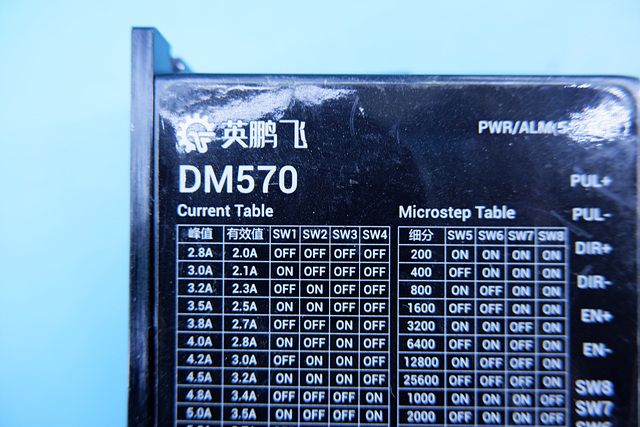 英鹏飞
PWR/ALM(5
DM570
PUL+
Current Table
Microstep Table
PUL-
峰值 有效值 SW1 SW2 SW3 SW4
2.8A 2.0A OFF OFF OFF OFF
3.0A 2.1A ON OFF OFF OFF
3.2A 2.3A OFF ON OFF OFF
3.5A 2.5A ON ON OFF OFF
3.8A 2.7A OFF OFF ON OFF
4.0A 2.8A ON OFF ON OFF
4.2A 3.0A OFF ON ON OFF
4.5A 3.2A ON ON ON OFF
4.8A 3.4A OFF OFF OFF ON
5.0A 3.5A ON OFF OFF ON
细分 SW5 SW6 SW7 SW8
200 ON ON ON ON
400 OFF ON ON ON
800 ON OFF ON ON
1600 OFF OFF ON ON
3200 ON ON OFF ON
6400 OFF ON OFF ON
12800 ON OFF OFF ON
25600 OFF OFF OFF ON
1000 ON ON ON OFF
2000 OFF ON ON OFF
DIR+
DIR-
EN+
EN-
SW8
SW7